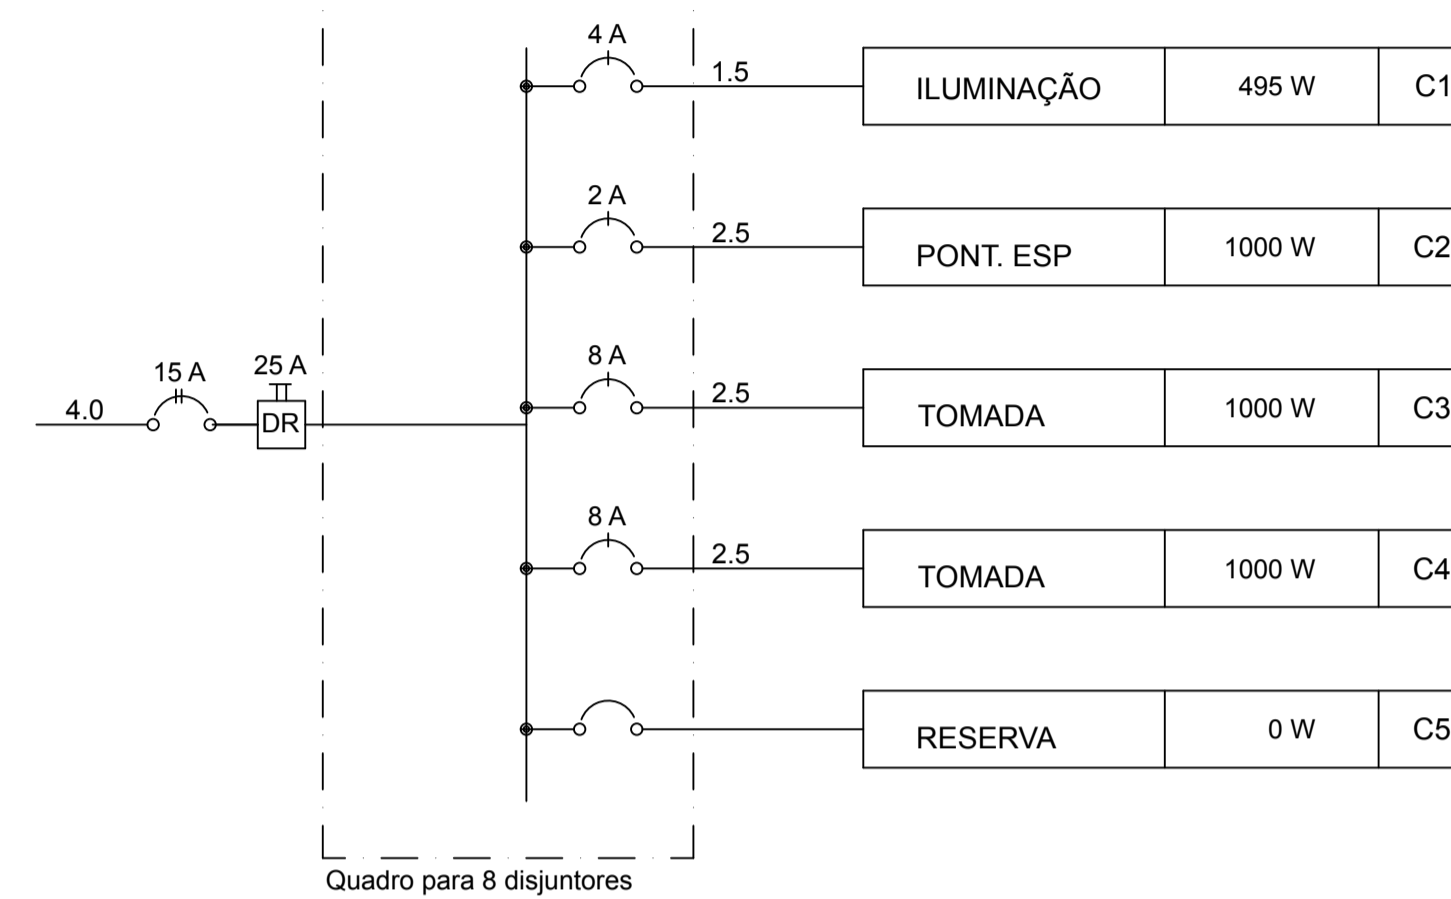 4 A
1.5
ILUMINAÇÃO 495 W C1
2 A
2.5
PONT. ESP 1000 W C2
8 A
2.5
TOMADA 1000 W C3
15 A 25 A
4.0
DR
8 A
2.5
TOMADA 1000 W C4
RESERVA 0 W C5
Quadro para 8 disjuntores